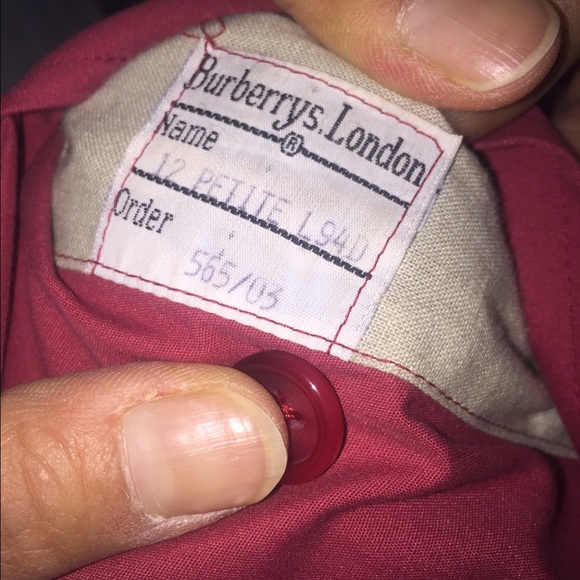 Burberrys. London
®
Name
12 PETITE L94D
Order
565/03